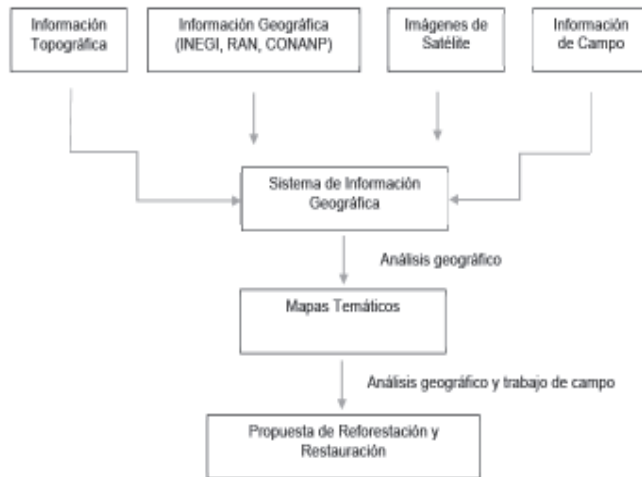 Información
Topográfica
Información Geográfica
(INEGI, RAN, CONANP)
Imágenes de
Satélite
Información
de Campo
Sistema de Información
Geográfica
Análisis geográfico
Mapas Temáticos
Análisis geográfico y trabajo de campo
Propuesta de Reforestación y
Restauración